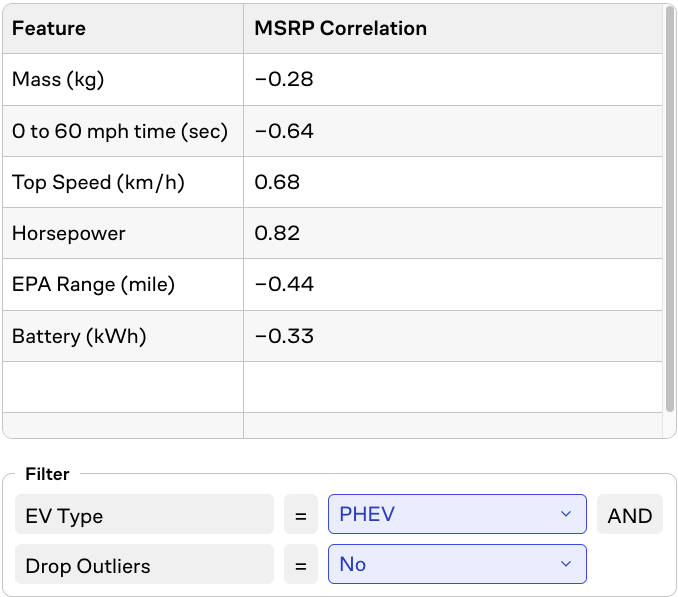 Feature MSRP Correlation
Mass (kg) −0.28
0 to 60 mph time (sec) −0.64
Top Speed (km/h) 0.68
Horsepower 0.82
EPA Range (mile) −0.44
Battery (kWh) −0.33
Filter
EV Type = PHEV AND
Drop Outliers = No